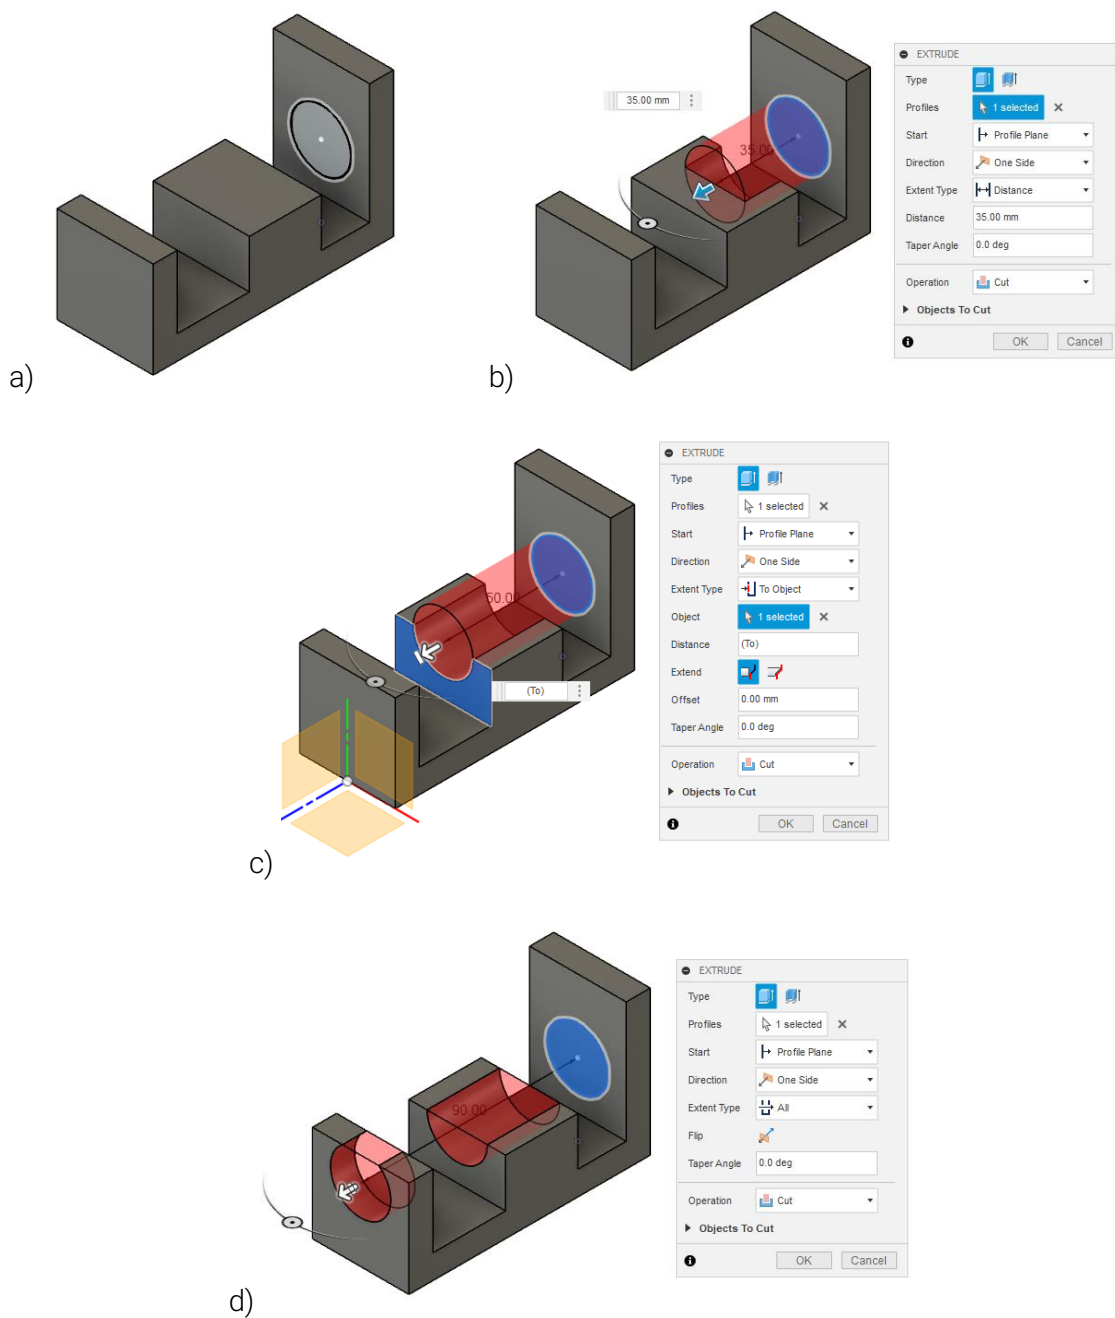 a)
35.00 mm
35.00
b)
EXTRUDE
Type
Profiles 1 selected
Start Profile Plane
Direction One Side
Extent Type Distance
Distance 35.00 mm
Taper Angle 0.0 deg
Operation Cut
Objects To Cut
OK Cancel
50.00
(To)
c)
EXTRUDE
Type
Profiles 1 selected
Start Profile Plane
Direction One Side
Extent Type To Object
Object 1 selected
Distance (To)
Extend
Offset 0.00 mm
Taper Angle 0.0 deg
Operation Cut
Objects To Cut
OK Cancel
90.00
d)
EXTRUDE
Type
Profiles 1 selected
Start Profile Plane
Direction One Side
Extent Type All
Flip
Taper Angle 0.0 deg
Operation Cut
Objects To Cut
OK Cancel